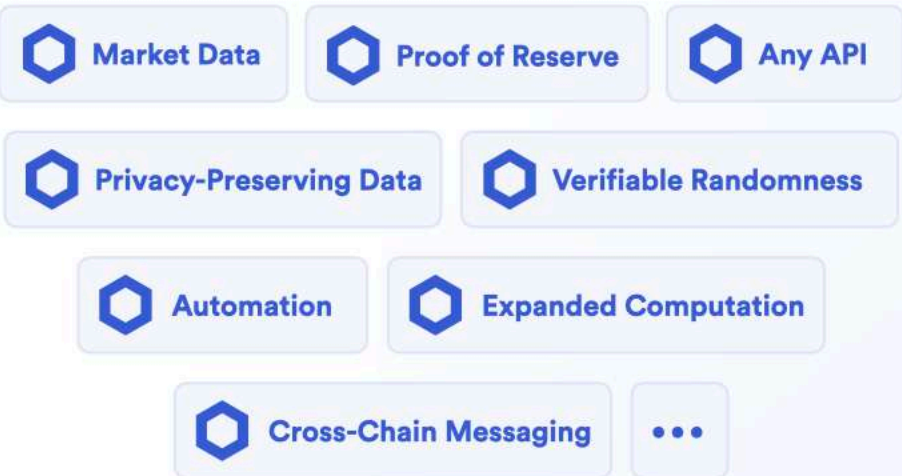 Market Data
Proof of Reserve
Any API
Privacy-Preserving Data
Verifiable Randomness
Automation
Expanded Computation
Cross-Chain Messaging
•••